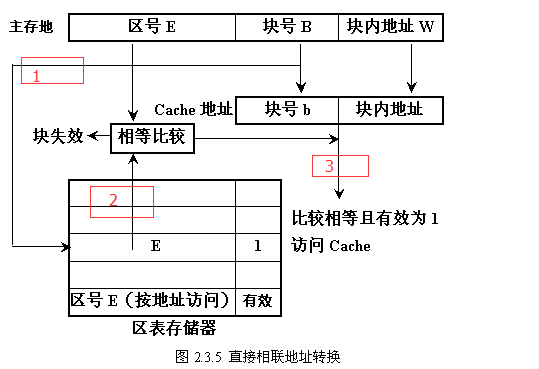 主存地 区号 E 块号 B 块内地址 W
1
Cache 地址 块号 b 块内地址
块失效 相等比较
3
2
比较相等且有效为1
E 1 访问 Cache
区号 E（按地址访问） 有效
区表存储器
图 2.3.5 直接相联地址转换